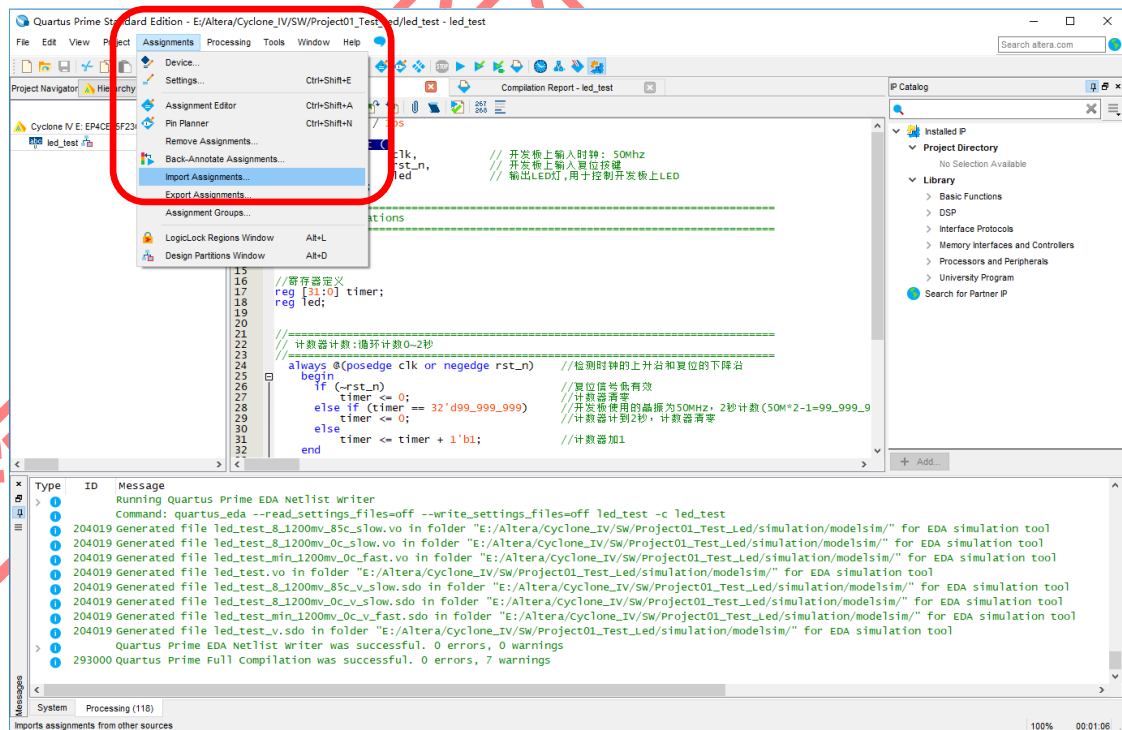 Quartus Prime Standard Edition - E:/Altera/Cyclone_IV/SW/Project01_Test_Led/led_test - led_test
File Edit View Project Assignments Processing Tools Window Help
Search altera.com
Device...
Settings... Ctrl+Shift+E
Assignment Editor Ctrl+Shift+A
Pin Planner Ctrl+Shift+N
Remove Assignments...
Back-Annotate Assignments...
Import Assignments...
Export Assignments...
Assignment Groups...
LogicLock Regions Window Alt+L
Design Partitions Window Alt+D
Project Navigator Hierarchy
Cyclone IV E: EP4CE
led_test
Compilation Report - led_test
267
268
clk, // 开发板上输入时钟: 50Mhz
rst_n, // 开发板上输入复位按键
led // 输出LED灯,用于控制开发板上LED
ations
15
16 //寄存器定义
17 reg [31:0] timer;
18 reg led;
19
20
21 //===========================================================================
22 // 计数器计数:循环计数0~2秒
23 //===========================================================================
24 always @(posedge clk or negedge rst_n) //检测时钟的上升沿和复位的下降沿
25 begin
26 if (~rst_n) //复位信号低有效
27 timer <= 0; //计数器清零
28 else if (timer == 32'd99_999_999) //开发板使用的晶振为50MHz，2秒计数(50M*2-1=99_999_9
29 timer <= 0; //计数器计到2秒，计数器清零
30 else
31 timer <= timer + 1'b1; //计数器加1
32 end
IP Catalog
Installed IP
Project Directory
No Selection Available
Library
Basic Functions
DSP
Interface Protocols
Memory Interfaces and Controllers
Processors and Peripherals
University Program
Search for Partner IP
+ Add...
Type ID Message
Running Quartus Prime EDA Netlist Writer
Command: quartus_eda --read_settings_files=off --write_settings_files=off led_test -c led_test
204019 Generated file led_test_8_1200mv_85c_slow.vo in folder "E:/Altera/Cyclone_IV/SW/Project01_Test_Led/simulation/modelsim/" for EDA simulation tool
204019 Generated file led_test_8_1200mv_0c_slow.vo in folder "E:/Altera/Cyclone_IV/SW/Project01_Test_Led/simulation/modelsim/" for EDA simulation tool
204019 Generated file led_test_min_1200mv_0c_fast.vo in folder "E:/Altera/Cyclone_IV/SW/Project01_Test_Led/simulation/modelsim/" for EDA simulation tool
204019 Generated file led_test.vo in folder "E:/Altera/Cyclone_IV/SW/Project01_Test_Led/simulation/modelsim/" for EDA simulation tool
204019 Generated file led_test_8_1200mv_85c_v_slow.sdo in folder "E:/Altera/Cyclone_IV/SW/Project01_Test_Led/simulation/modelsim/" for EDA simulation tool
204019 Generated file led_test_8_1200mv_0c_v_slow.sdo in folder "E:/Altera/Cyclone_IV/SW/Project01_Test_Led/simulation/modelsim/" for EDA simulation tool
204019 Generated file led_test_min_1200mv_0c_v_fast.sdo in folder "E:/Altera/Cyclone_IV/SW/Project01_Test_Led/simulation/modelsim/" for EDA simulation tool
204019 Generated file led_test_v.sdo in folder "E:/Altera/Cyclone_IV/SW/Project01_Test_Led/simulation/modelsim/" for EDA simulation tool
Quartus Prime EDA Netlist Writer was successful. 0 errors, 0 warnings
293000 Quartus Prime Full Compilation was successful. 0 errors, 7 warnings
Messages
System Processing (118)
Imports assignments from other sources
100% 00:01:06